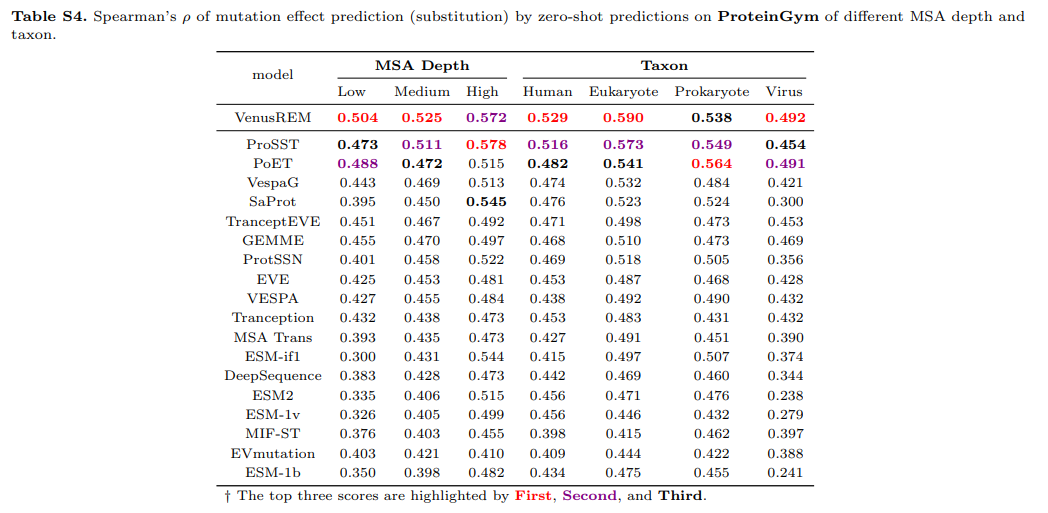 Table S4. Spearman's ρ of mutation effect prediction (substitution) by zero-shot predictions on ProteinGym of different MSA depth and
taxon.
model MSA Depth Taxon
Low Medium High Human Eukaryote Prokaryote Virus
VenusREM 0.504 0.525 0.572 0.529 0.590 0.538 0.492
ProSST 0.473 0.511 0.578 0.516 0.573 0.549 0.454
PoET 0.488 0.472 0.515 0.482 0.541 0.564 0.491
VespaG 0.443 0.469 0.513 0.474 0.532 0.484 0.421
SaProt 0.395 0.450 0.545 0.476 0.523 0.524 0.300
TranceptEVE 0.451 0.467 0.492 0.471 0.498 0.473 0.453
GEMME 0.455 0.470 0.497 0.468 0.510 0.473 0.469
ProtSSN 0.401 0.458 0.522 0.469 0.518 0.505 0.356
EVE 0.425 0.453 0.481 0.453 0.487 0.468 0.428
VESPA 0.427 0.455 0.484 0.438 0.492 0.490 0.432
Tranception 0.432 0.438 0.473 0.453 0.483 0.431 0.432
MSA Trans 0.393 0.435 0.473 0.427 0.491 0.451 0.390
ESM-if1 0.300 0.431 0.544 0.415 0.497 0.507 0.374
DeepSequence 0.383 0.428 0.473 0.442 0.469 0.460 0.344
ESM2 0.335 0.406 0.515 0.456 0.471 0.476 0.238
ESM-1v 0.326 0.405 0.499 0.456 0.446 0.432 0.279
MIF-ST 0.376 0.403 0.455 0.398 0.415 0.462 0.397
EVmutation 0.403 0.421 0.410 0.409 0.444 0.422 0.388
ESM-1b 0.350 0.398 0.482 0.434 0.475 0.455 0.241
† The top three scores are highlighted by First, Second, and Third.